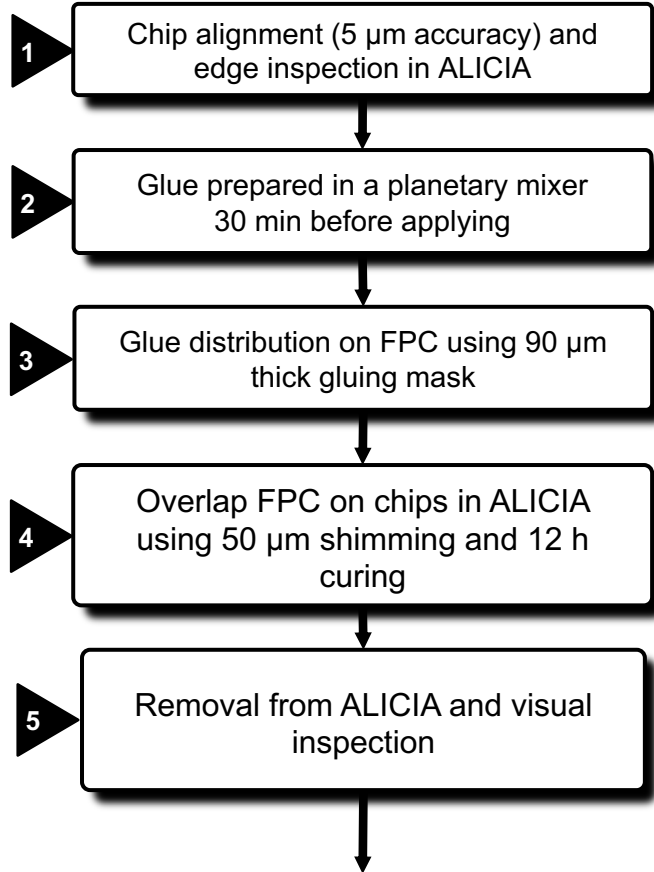 1
Chip alignment (5 µm accuracy) and
edge inspection in ALICIA
2
Glue prepared in a planetary mixer
30 min before applying
3
Glue distribution on FPC using 90 µm
thick gluing mask
4
Overlap FPC on chips in ALICIA
using 50 µm shimming and 12 h
curing
5
Removal from ALICIA and visual
inspection